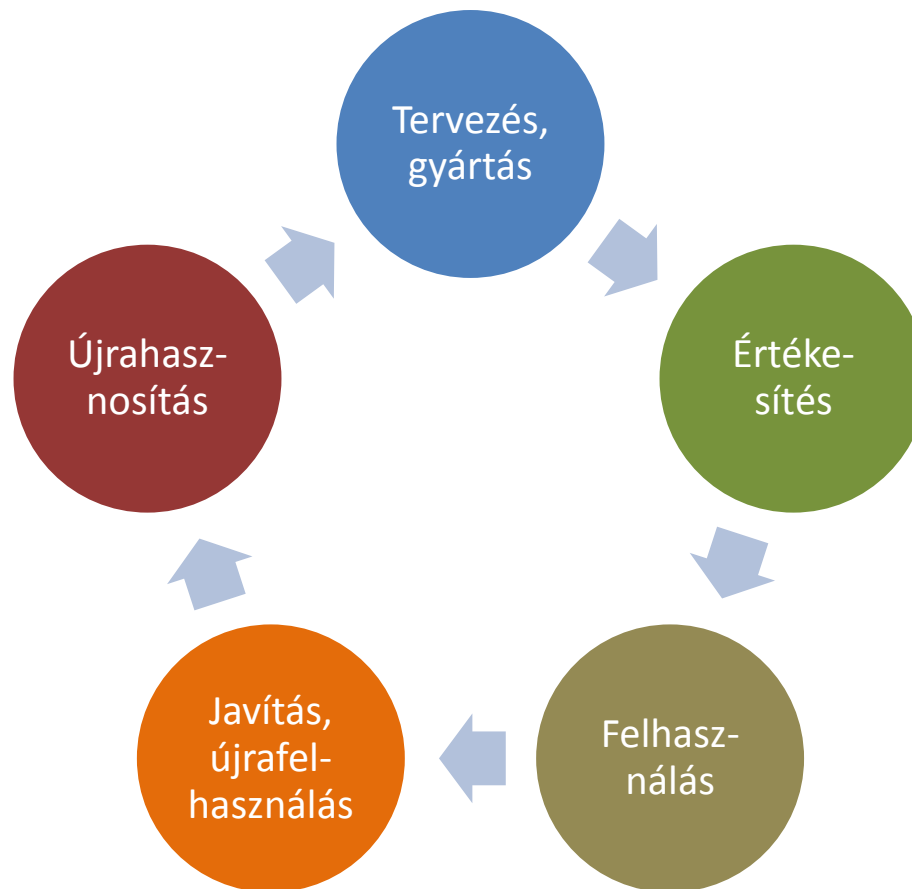 Tervezés,
gyártás
Értéke-
sítés
Felhasz-
nálás
Javítás,
újrafel-
használás
Újrahasz-
nosítás